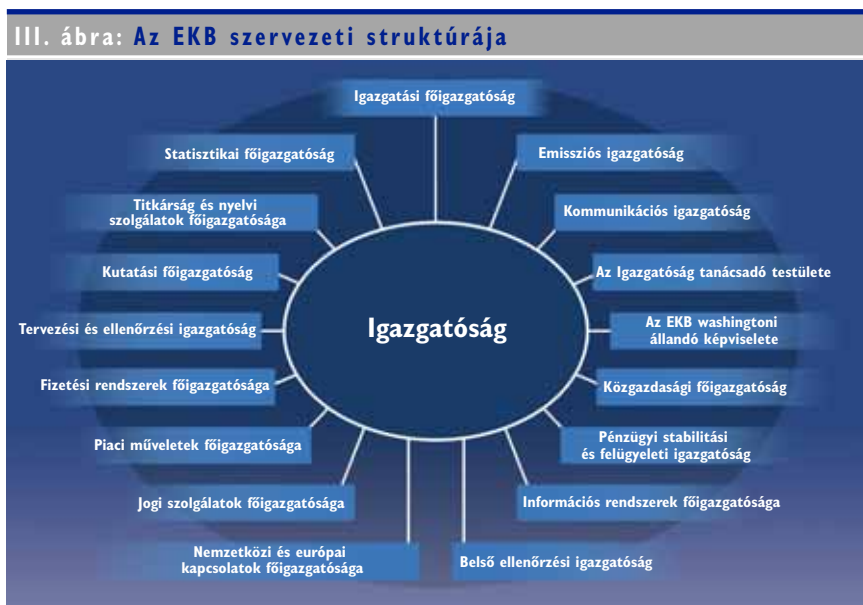 III. ábra: Az EKB szervezeti struktúrája
Igazgatási főigazgatóság
Statisztikai főigazgatóság
Emissziós igazgatóság
Titkárság és nyelvi
szolgálatok főigazgatósága
Kommunikációs igazgatóság
Kutatási főigazgatóság
Az Igazgatóság tanácsadó testülete
Igazgatóság
Tervezési és ellenőrzési igazgatóság
Az EKB washingtoni
állandó képviselete
Fizetési rendszerek főigazgatósága
Közgazdasági főigazgatóság
Piaci műveletek főigazgatósága
Pénzügyi stabilitási
és felügyeleti igazgatóság
Jogi szolgálatok főigazgatósága
Információs rendszerek főigazgatósága
Nemzetközi és európai
kapcsolatok főigazgatósága
Belső ellenőrzési igazgatóság